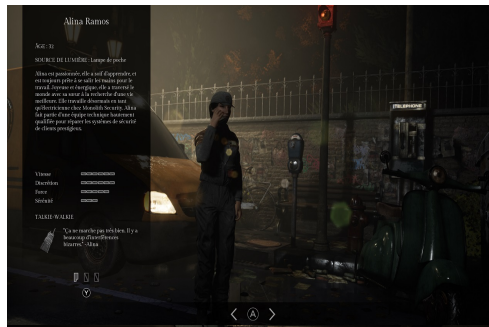 Alina Ramos
ÂGE : 32
SOURCE DE LUMIÈRE : Lampe de poche
Alina est passionnée, elle a soif d'apprendre, et
est toujours prête à se salir les mains pour le
travail. Joyeuse et énergique, elle a traversé le
monde avec sa sœur à la recherche d'une vie
meilleure. Elle travaille désormais en tant
qu'électricienne chez Monolith Security. Alina
fait partie d'une équipe technique hautement
qualifiée pour réparer les systèmes de sécurité
de clients prestigieux.
Vitesse
Discrétion
Force
Sérénité
TALKIE-WALKIE
"Ça ne marche pas très bien. Il y a
beaucoup d'interférences
bizarres." -Alina
Y
A
TELEPHONE